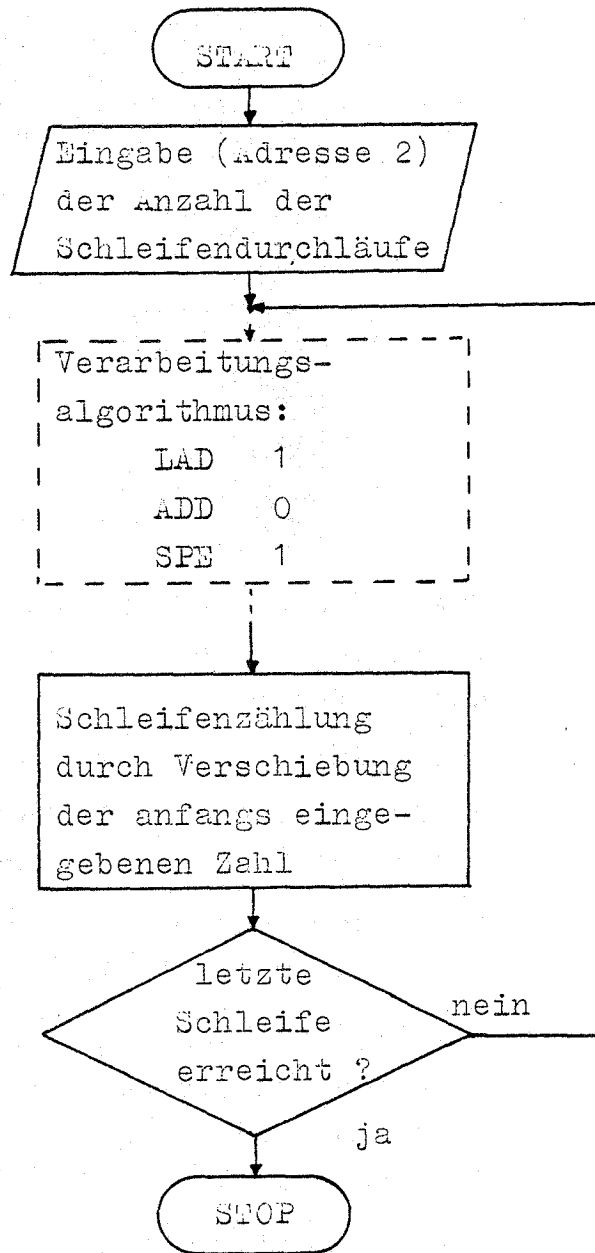 START
Eingabe (Adresse 2)
der Anzahl der
Schleifendurchläufe
Verarbeitungs-
algorithmus:
LAD 1
ADD 0
SPE 1
Schleifenzählung
durch Verschiebung
der anfangs einge-
gebenen Zahl
letzte
Schleife
erreicht ?
nein
ja
STOP